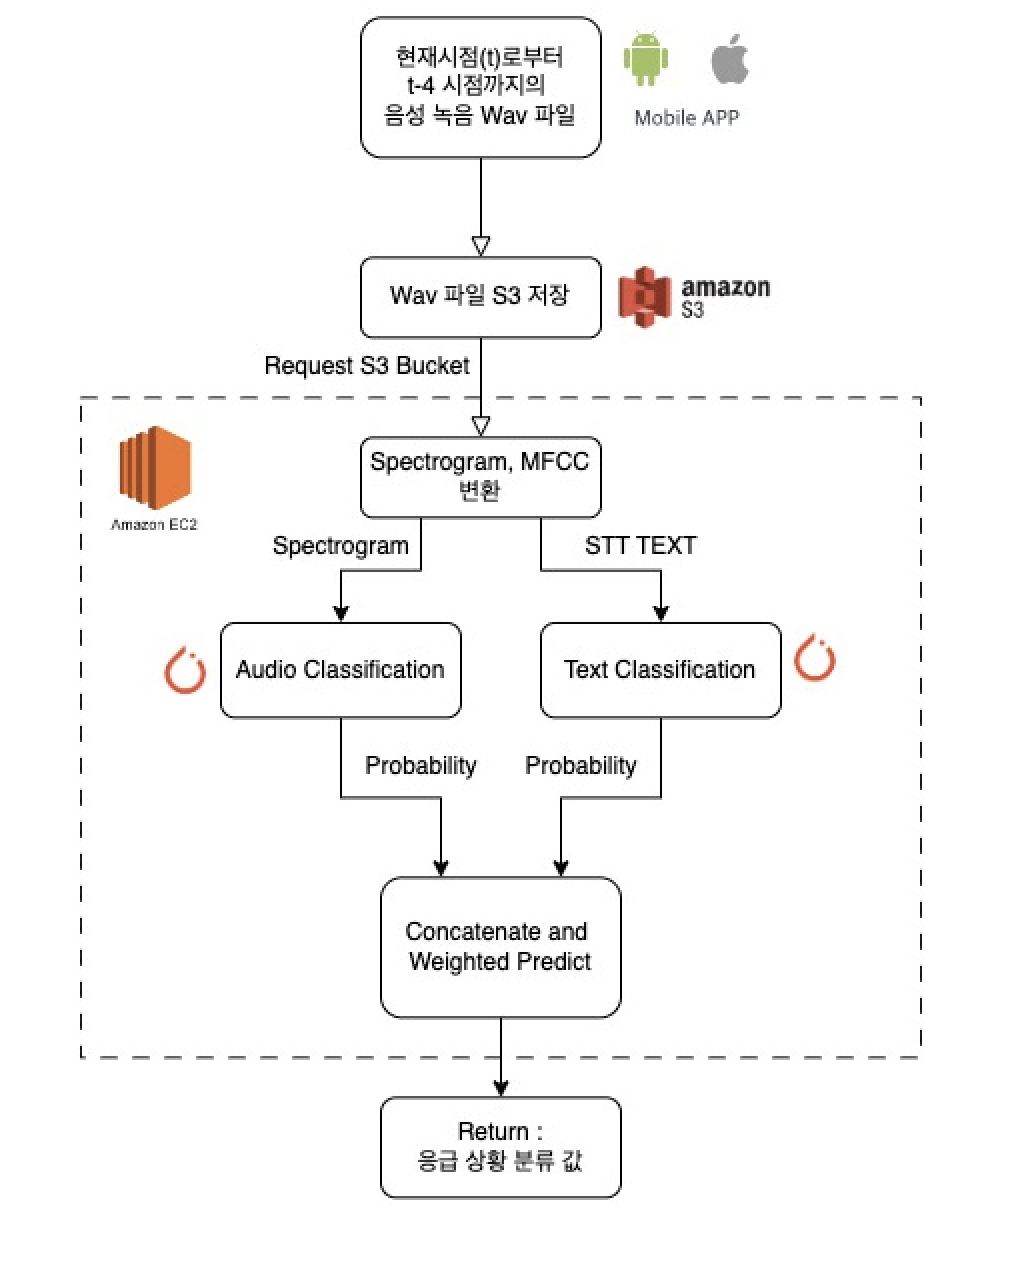 현재시점(t)로부터
t-4 시점까지의
음성 녹음 Wav 파일
Mobile APP
Wav 파일 S3 저장
amazon
S3
Request S3 Bucket
Amazon EC2
Spectrogram, MFCC
변환
Spectrogram
STT TEXT
Audio Classification
Text Classification
Probability
Probability
Concatenate and
Weighted Predict
Return :
응급 상황 분류 값